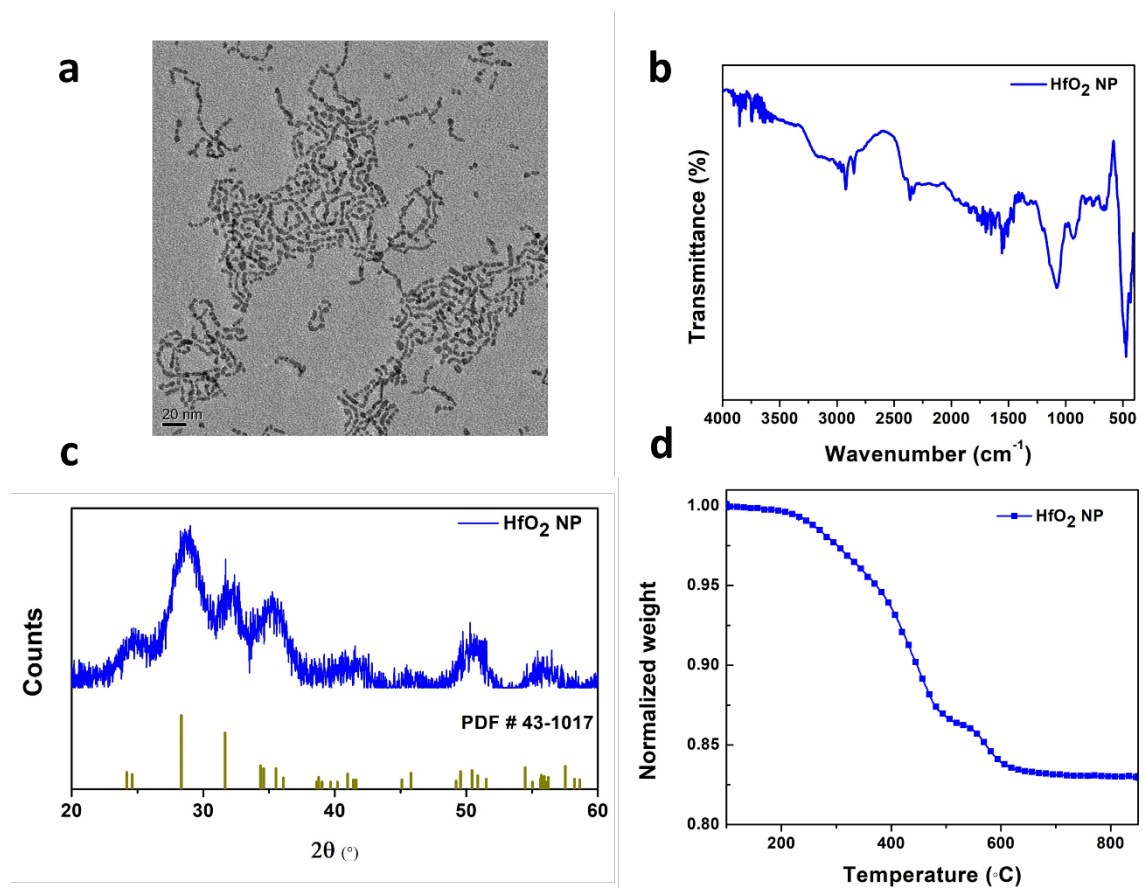 a
20 nm
b
HfO2 NP
Transmittance (%)
4000 3500 3000 2500 2000 1500 1000 500
Wavenumber (cm-1)
c
HfO2 NP
Counts
PDF # 43-1017
20 30 40 50 60
2θ (°)
d
HfO2 NP
Normalized weight
1.00
0.95
0.90
0.85
0.80
200 400 600 800
Temperature (◦C)